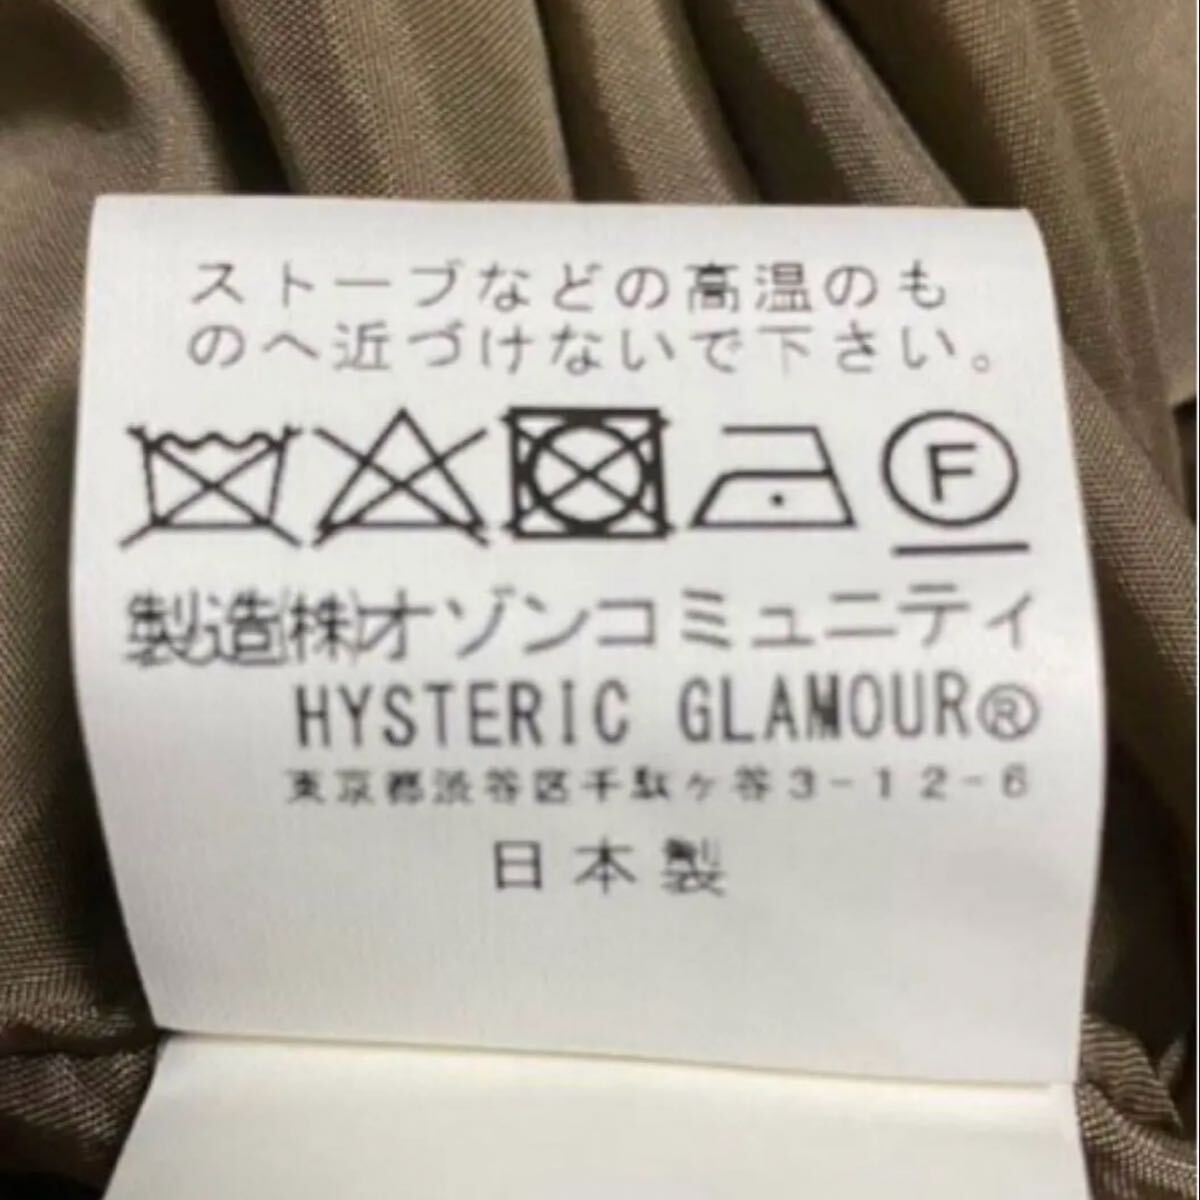 ストーブなどの高温のも
のへ近づけないで下さい。
F
製造㈱オゾンコミュニティ
HYSTERIC GLAMOUR®
東京都渋谷区千駄ヶ谷3-12-6
日本製